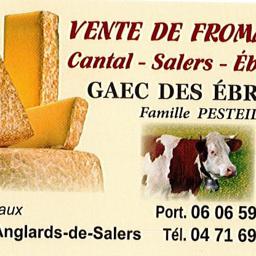 VENTE DE FROMA
Cantal - Salers - Éb
GAEC DES ÉBR
Famille PESTEIL
aux
Anglards-de-Salers
Port. 06 06 59
Tél. 04 71 69